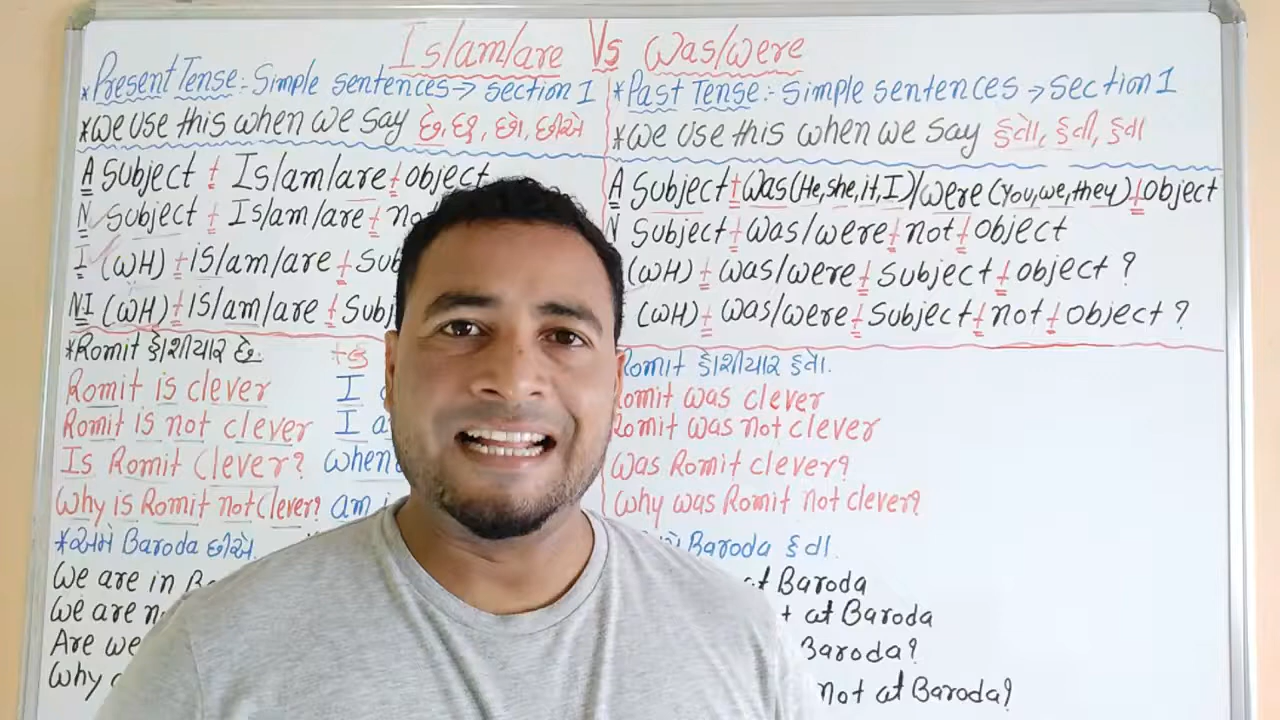 Is/am/are Vs Was/were
*Present Tense:- Simple sentences → section I
*We use this when we say છે, છું, છો, છીએ
A Subject + Is/am/are + object
N Subject + Is/am/are +
I (WH) + is/am/are +
NI (WH) + Is/am/are +
*Romit હોશીયાર છે.
Romit is clever
I
Romit is not clever
I
Is Romit Clever?
when
Why is Romit not Clever?
am
*અમે Baroda છીએ.
We are in
We are
Are we
Why
*Past Tense:- Simple sentences → Section I
*We use this when we say હતો, હતી, હતા
A Subject + Was (He, she, it, I) / were (You, we, they) + object
N Subject + Was/were + not + object
(WH) + Was/were + subject + object ?
(WH) + Was/were + Subject + not + object ?
Romit હોશીયાર હતો.
Romit was clever
Romit was not clever
Was Romit clever?
Why was Romit not clever?
Baroda હતા.
at Baroda
at Baroda
Baroda?
not at Baroda?